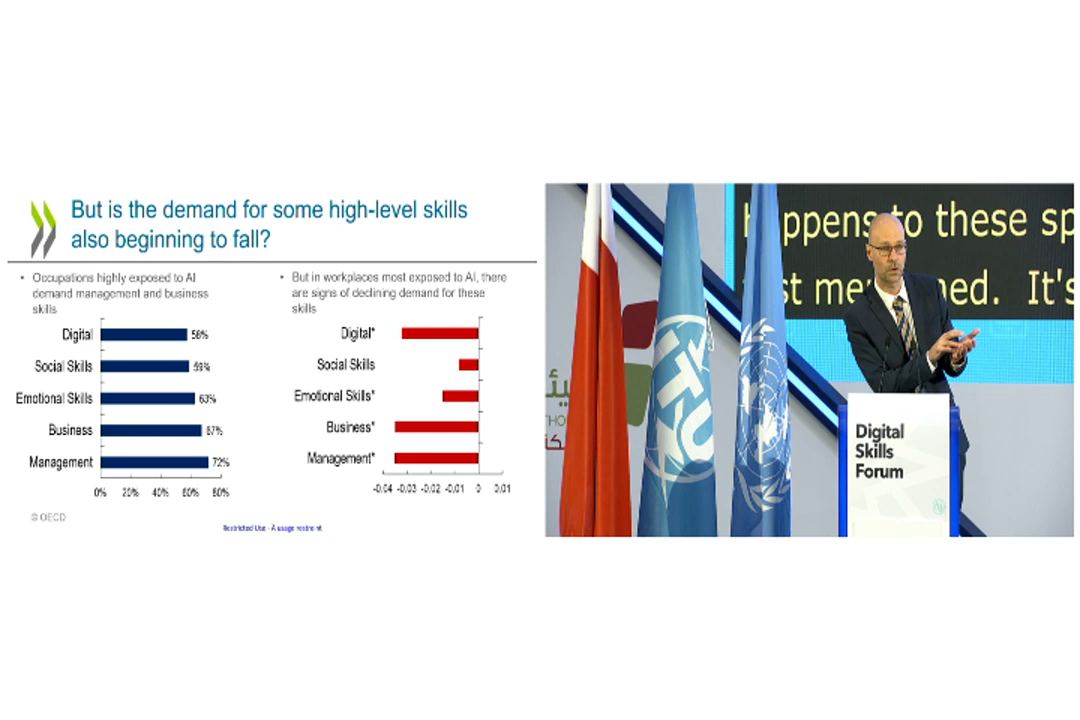 But is the demand for some high-level skills
also beginning to fall?
• Occupations highly exposed to AI
demand management and business
skills
Digital 58%
Social Skills 59%
Emotional Skills 63%
Business 67%
Management 72%
0% 20% 40% 60% 80%
• But in workplaces most exposed to AI, there
are signs of declining demand for these
skills
Digital*
Social Skills
Emotional Skills*
Business*
Management*
-0,04 -0,03 -0,02 -0,01 0 0,01
© OECD
Restricted Use - À usage restreint
to these
It's
ITU
Digital
Skills
Forum